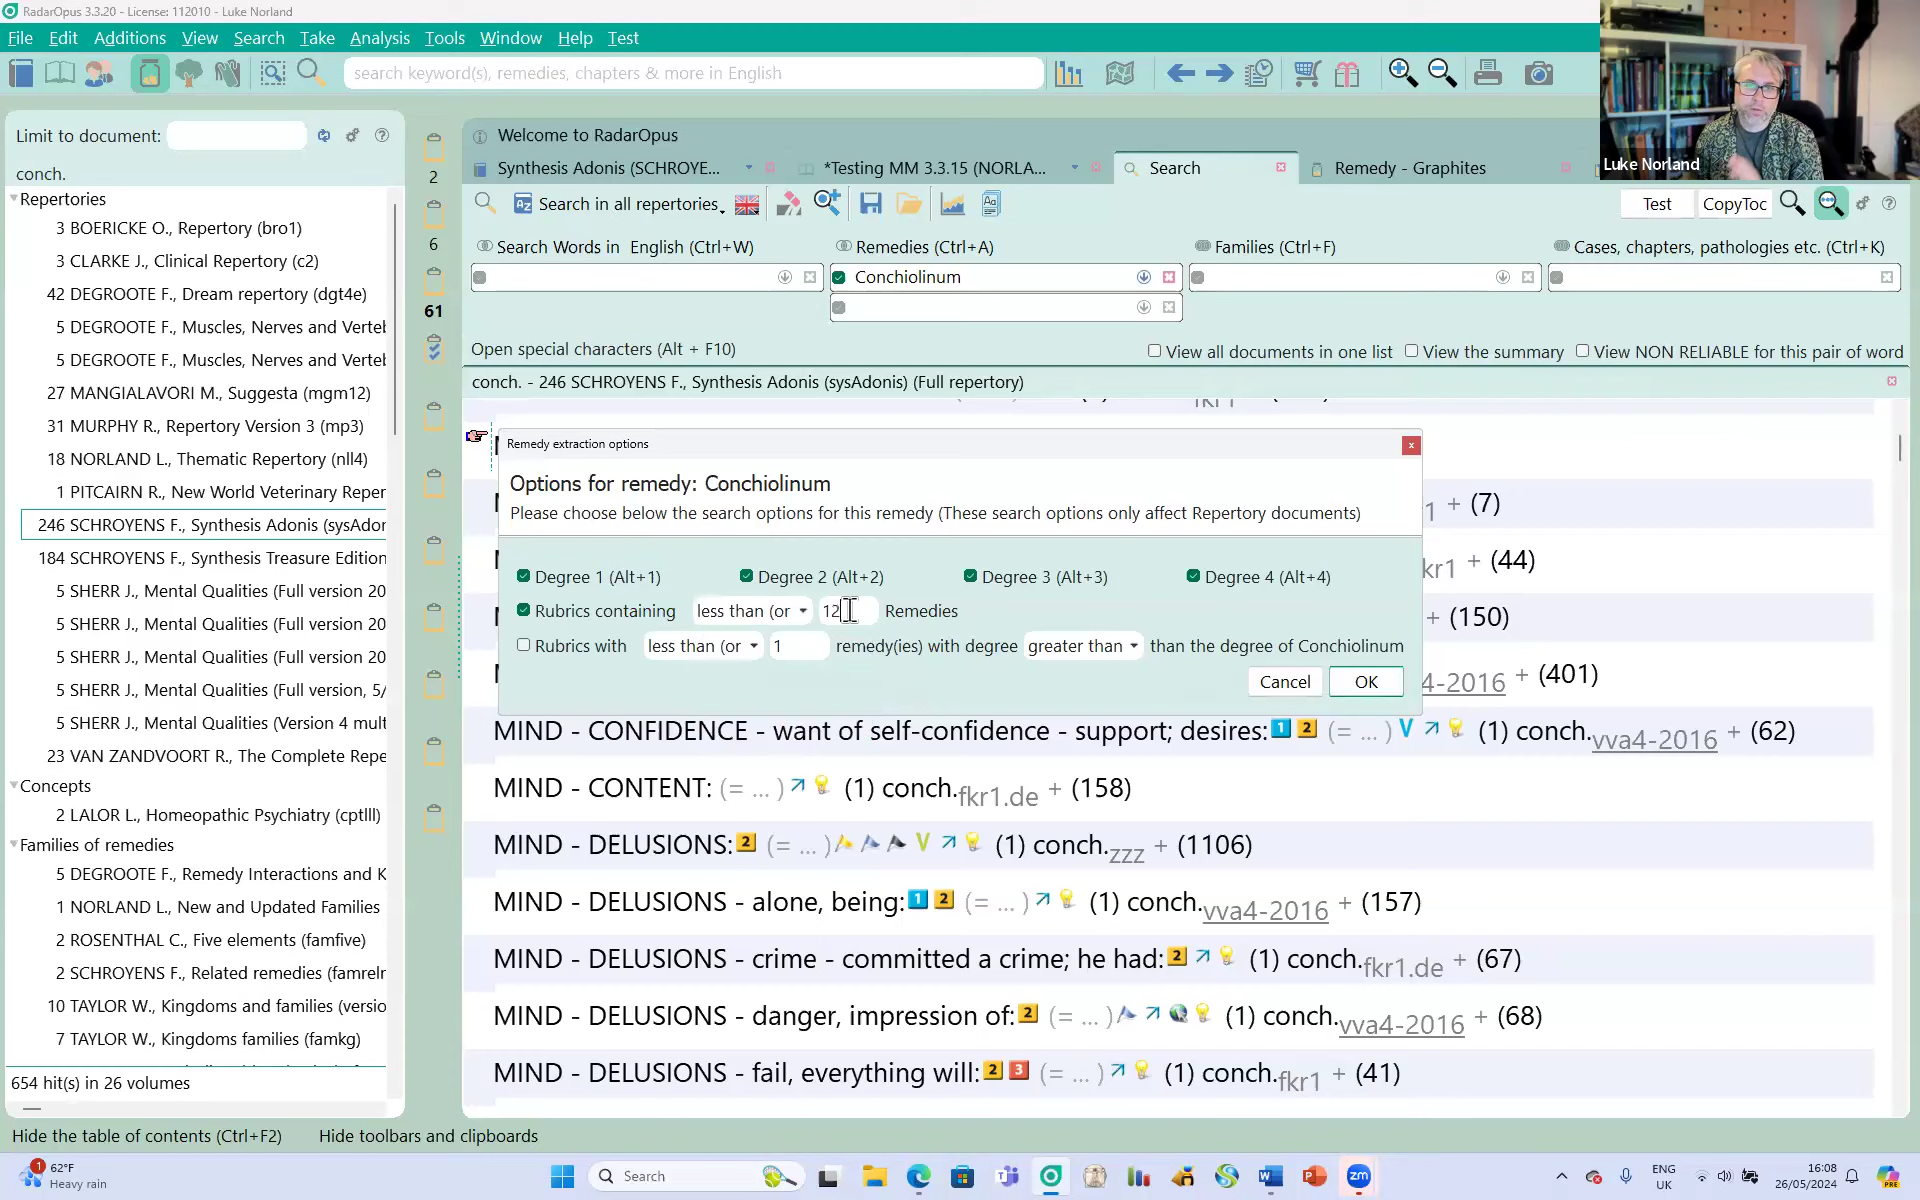 RadarOpus 3.3.20 - License: 112010 - Luke Norland
File Edit Additions View Search Take Analysis Tools Window Help Test
search keyword(s), remedies, chapters & more in English
Luke Norland
Limit to document:
conch.
Repertories
3 BOERICKE O., Repertory (bro1)
3 CLARKE J., Clinical Repertory (c2)
42 DEGROOTE F., Dream repertory (dgt4e)
5 DEGROOTE F., Muscles, Nerves and Verteb
5 DEGROOTE F., Muscles, Nerves and Verteb
27 MANGIALAVORI M., Suggesta (mgm12)
31 MURPHY R., Repertory Version 3 (mp3)
18 NORLAND L., Thematic Repertory (nll4)
1 PITCAIRN R., New World Veterinary Reper
246 SCHROYENS F., Synthesis Adonis (sysAdor
184 SCHROYENS F., Synthesis Treasure Edition
5 SHERR J., Mental Qualities (Full version 20
5 SHERR J., Mental Qualities (Full version 20
5 SHERR J., Mental Qualities (Full version 20
5 SHERR J., Mental Qualities (Full version, 5/
5 SHERR J., Mental Qualities (Version 4 mult
23 VAN ZANDVOORT R., The Complete Repe
Concepts
2 LALOR L., Homeopathic Psychiatry (cptlll)
Families of remedies
5 DEGROOTE F., Remedy Interactions and K
1 NORLAND L., New and Updated Families
2 ROSENTHAL C., Five elements (famfive)
2 SCHROYENS F., Related remedies (famrelr
10 TAYLOR W., Kingdoms and families (versio
7 TAYLOR W., Kingdoms families (famkg)
654 hit(s) in 26 volumes
2
6
61
Welcome to RadarOpus
Synthesis Adonis (SCHROYE... *Testing MM 3.3.15 (NORLA... Search Remedy - Graphites
Search in all repertories. Test CopyToc
Search Words in English (Ctrl+W) Remedies (Ctrl+A) Families (Ctrl+F) Cases, chapters, pathologies etc. (Ctrl+K)
Conchiolinum
Open special characters (Alt + F10) View all documents in one list View the summary View NON RELIABLE for this pair of word
conch. - 246 SCHROYENS F., Synthesis Adonis (sysAdonis) (Full repertory)
Remedy extraction options
Options for remedy: Conchiolinum
Please choose below the search options for this remedy (These search options only affect Repertory documents)
Degree 1 (Alt+1) Degree 2 (Alt+2) Degree 3 (Alt+3) Degree 4 (Alt+4)
Rubrics containing less than (or 12 Remedies
Rubrics with less than (or 1 remedy(ies) with degree greater than than the degree of Conchiolinum
Cancel OK
1 + (7)
kr1 + (44)
+ (150)
4-2016 + (401)
MIND - CONFIDENCE - want of self-confidence - support; desires: 1 2 (= ... ) V (1) conch.vva4-2016 + (62)
MIND - CONTENT: (= ... ) (1) conch.fkr1.de + (158)
MIND - DELUSIONS: 2 (= ... ) V (1) conch.zzz + (1106)
MIND - DELUSIONS - alone, being: 1 2 (= ... ) (1) conch.vva4-2016 + (157)
MIND - DELUSIONS - crime - committed a crime; he had: 2 (1) conch.fkr1.de + (67)
MIND - DELUSIONS - danger, impression of: 2 (= ... ) (1) conch.vva4-2016 + (68)
MIND - DELUSIONS - fail, everything will: 2 3 (= ... ) (1) conch.fkr1 + (41)
Hide the table of contents (Ctrl+F2) Hide toolbars and clipboards
1 62°F
Heavy rain
Search
ENG
UK
16:08
26/05/2024